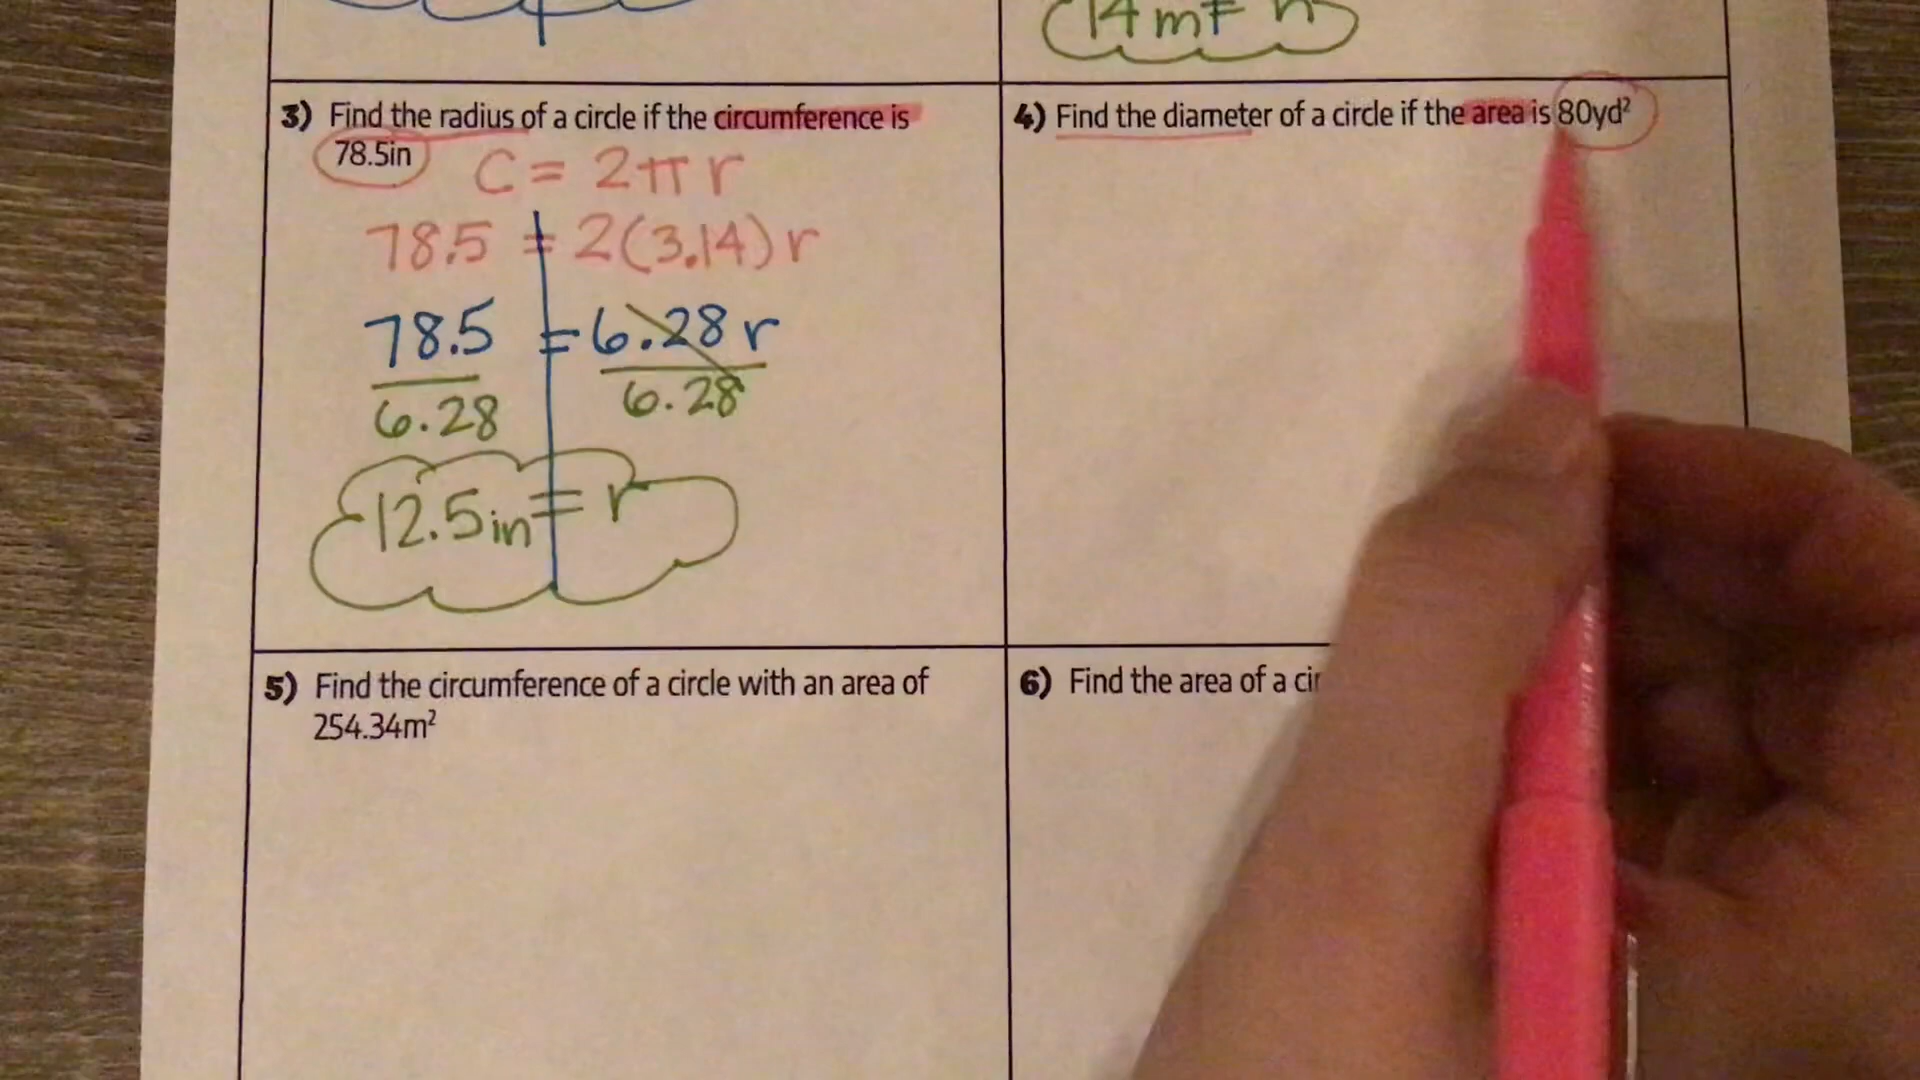 14 m = r
3) Find the radius of a circle if the circumference is
78.5in
C = 2πr
78.5 = 2(3.14)r
78.5 = 6.28r
6.28 6.28
12.5in = r
4) Find the diameter of a circle if the area is 80yd²
5) Find the circumference of a circle with an area of
254.34m²
6) Find the area of a cir